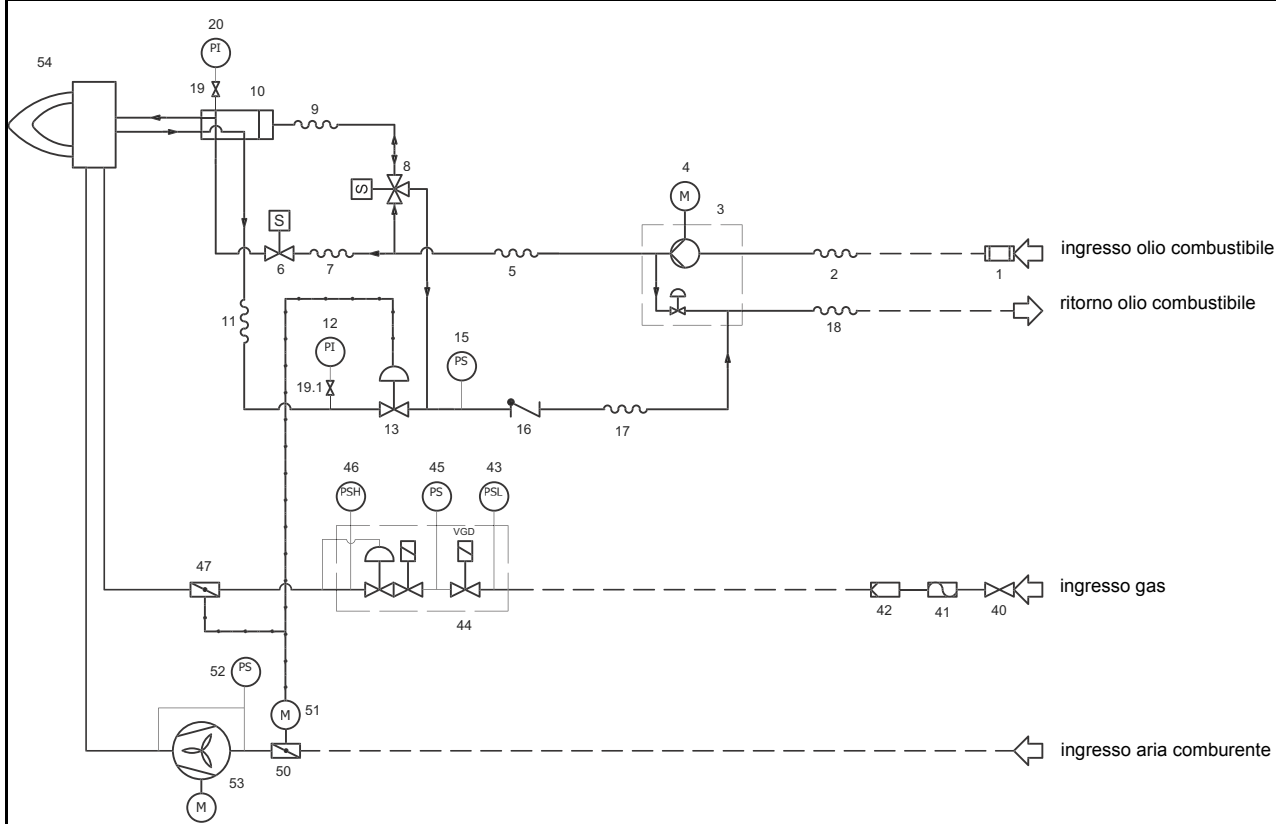 20
PI
54
19
10
9
8
S
4
M
3
S
6
7
5
2
1
ingresso olio combustibile
ritorno olio combustibile
18
11
12
PI
19.1
13
15
PS
16
17
46
PSH
45
PS
43
PSL
VGD
47
44
42
41
40
ingresso gas
52
PS
M
51
53
50
M
ingresso aria comburente